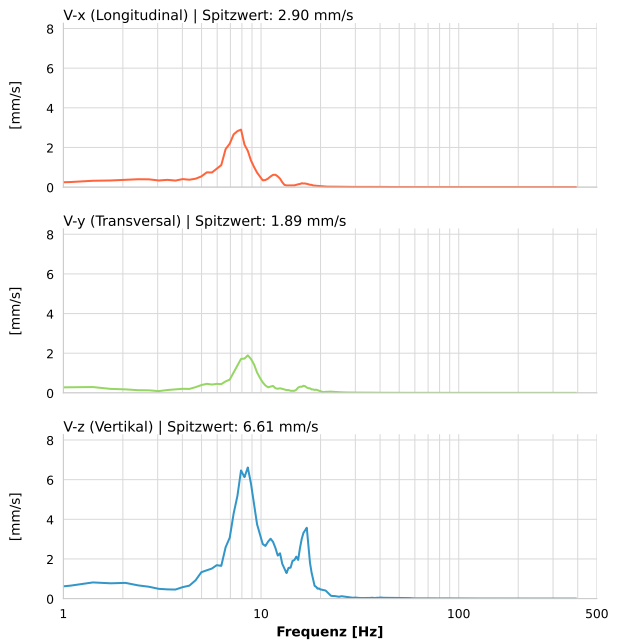 V-x (Longitudinal) | Spitzwert: 2.90 mm/s
8
6
4
2
0
[mm/s]
V-y (Transversal) | Spitzwert: 1.89 mm/s
8
6
4
2
0
[mm/s]
V-z (Vertikal) | Spitzwert: 6.61 mm/s
8
6
4
2
0
[mm/s]
1 10 100 500
Frequenz [Hz]